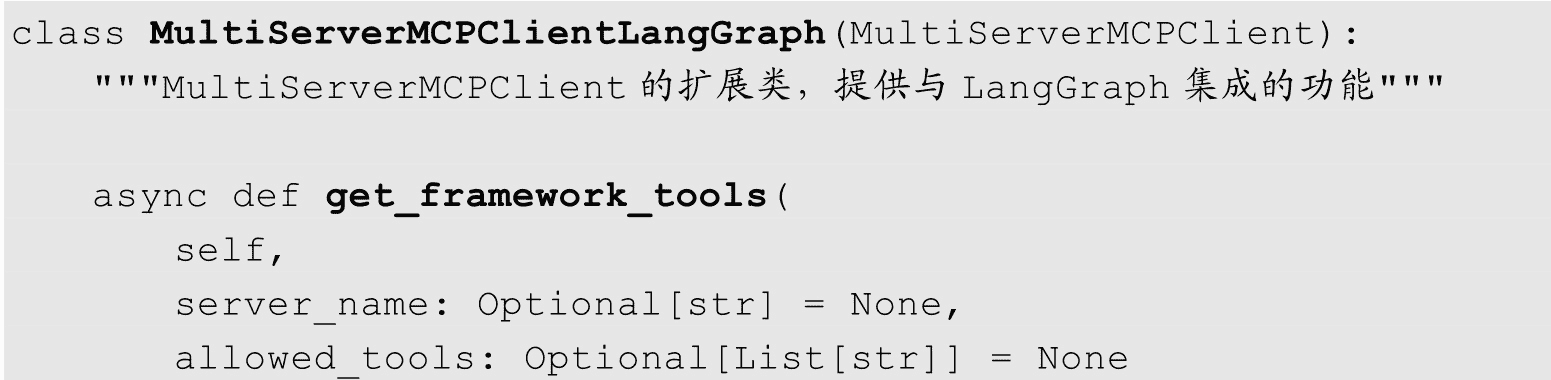 class MultiServerMCPClientLangGraph(MultiServerMCPClient):
    """MultiServerMCPClient 的扩展类，提供与 LangGraph 集成的功能"""
    async def get_framework_tools(
        self,
        server_name: Optional[str] = None,
        allowed_tools: Optional[List[str]] = None